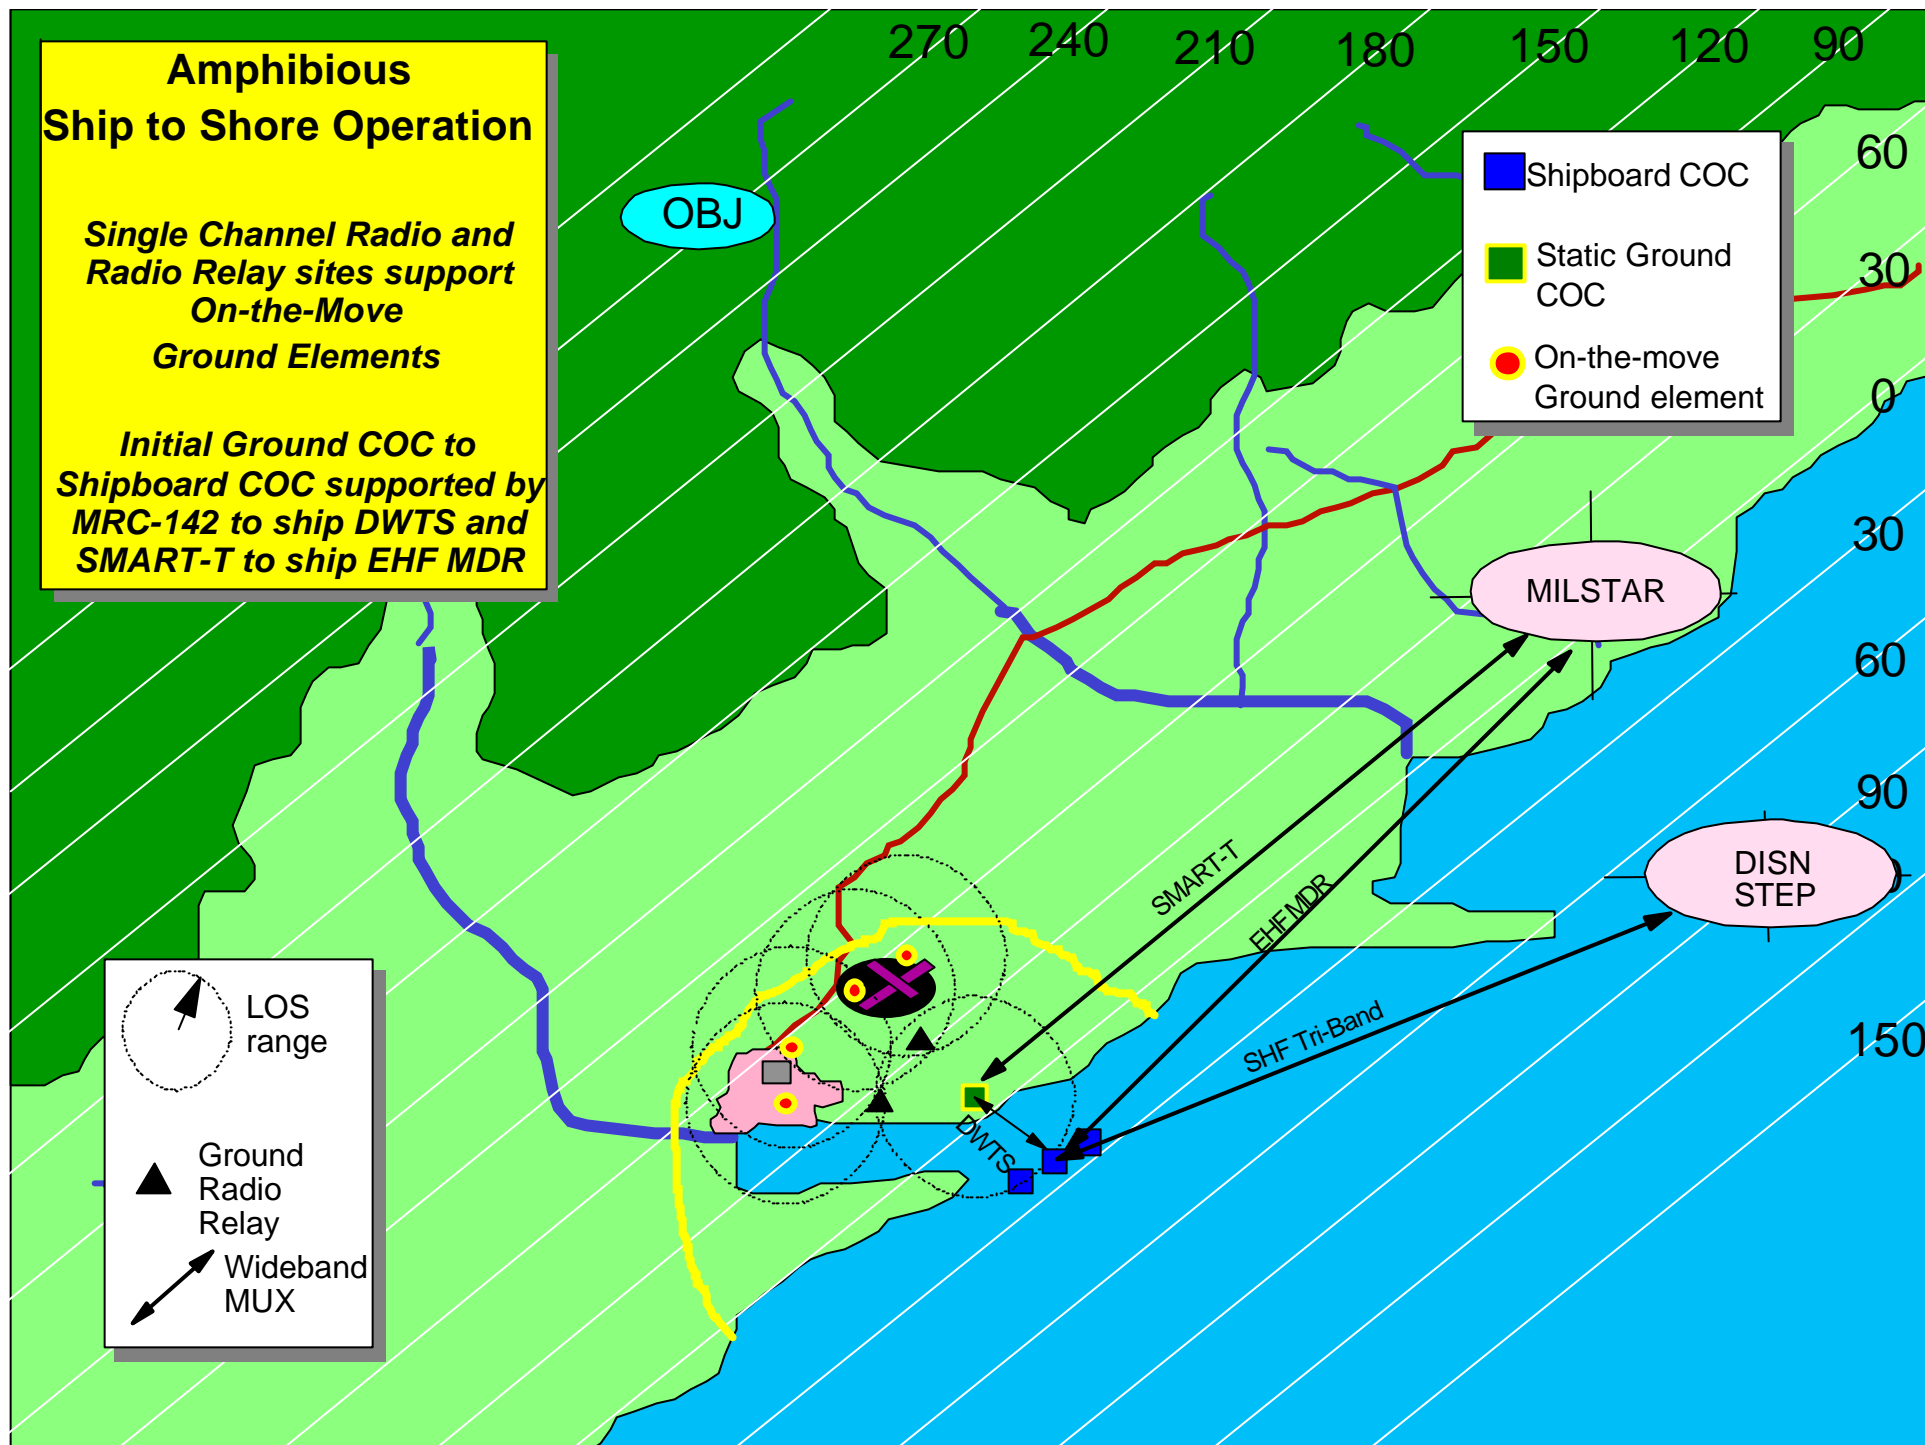 Amphibious
Ship to Shore Operation
Single Channel Radio and
Radio Relay sites support
On-the-Move
Ground Elements
Initial Ground COC to
Shipboard COC supported by
MRC-142 to ship DWTS and
SMART-T to ship EHF MDR
270 240 210 180 150 120 90
60
30
0
30
60
90
150
OBJ
Shipboard COC
Static Ground
COC
On-the-move
Ground element
MILSTAR
DISN
STEP
SMART-T
EHF MDR
SHF Tri-Band
DWTS
LOS
range
Ground
Radio
Relay
Wideband
MUX